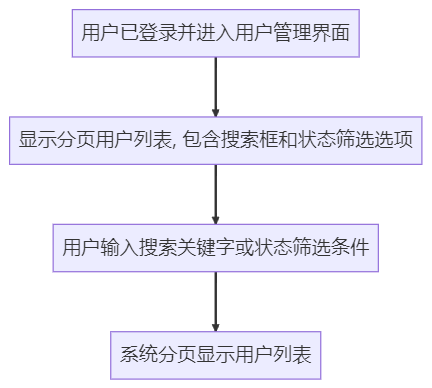 用户已登录并进入用户管理界面
显示分页用户列表, 包含搜索框和状态筛选选项
用户输入搜索关键字或状态筛选条件
系统分页显示用户列表